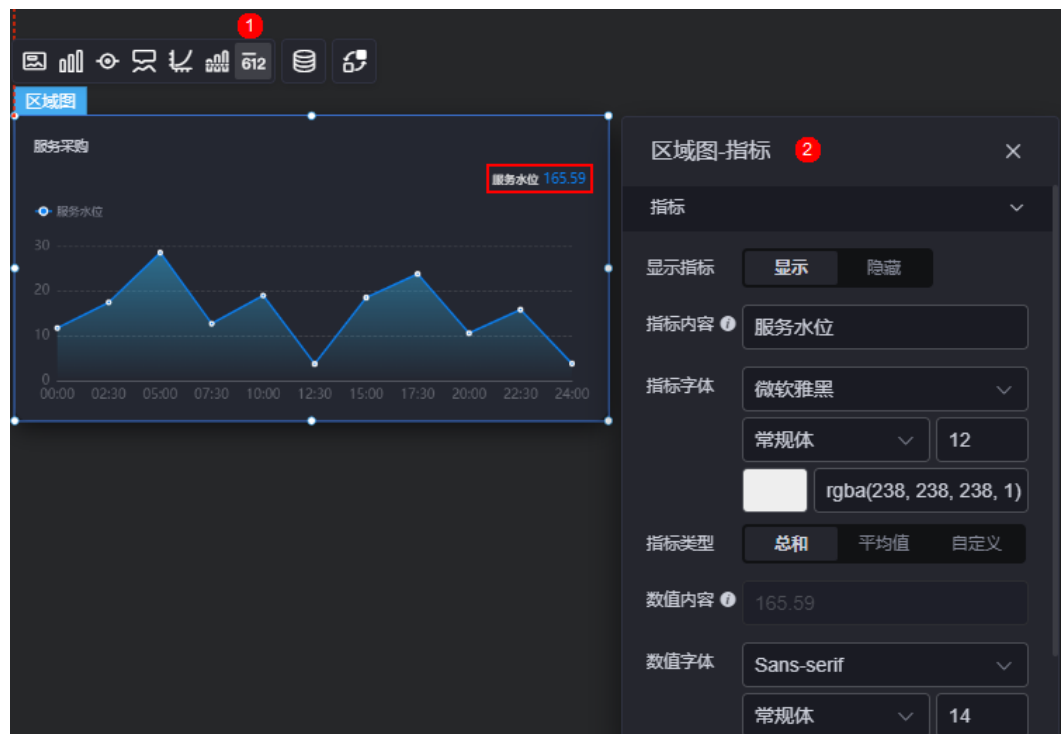 1
612
区域图
服务采购
服务水位 165.59
服务水位
30
20
10
0
00:00 02:30 05:00 07:30 10:00 12:30 15:00 17:30 20:00 22:30 24:00
区域图-指标 2
指标
显示指标 显示 隐藏
指标内容 服务水位
指标字体 微软雅黑
常规体 12
rgba(238, 238, 238, 1)
指标类型 总和 平均值 自定义
数值内容 165.59
数值字体 Sans-serif
常规体 14